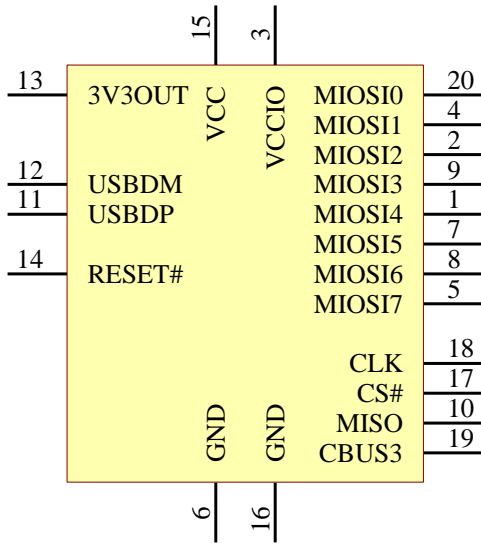 15 3
13 3V3OUT VCC VCCIO MIOSI0 20
MIOSI1 4
MIOSI2 2
12 USBDM MIOSI3 9
11 USBDP MIOSI4 1
MIOSI5 7
14 RESET# MIOSI6 8
MIOSI7 5
CLK 18
CS# 17
GND GND MISO 10
CBUS3 19
6 16